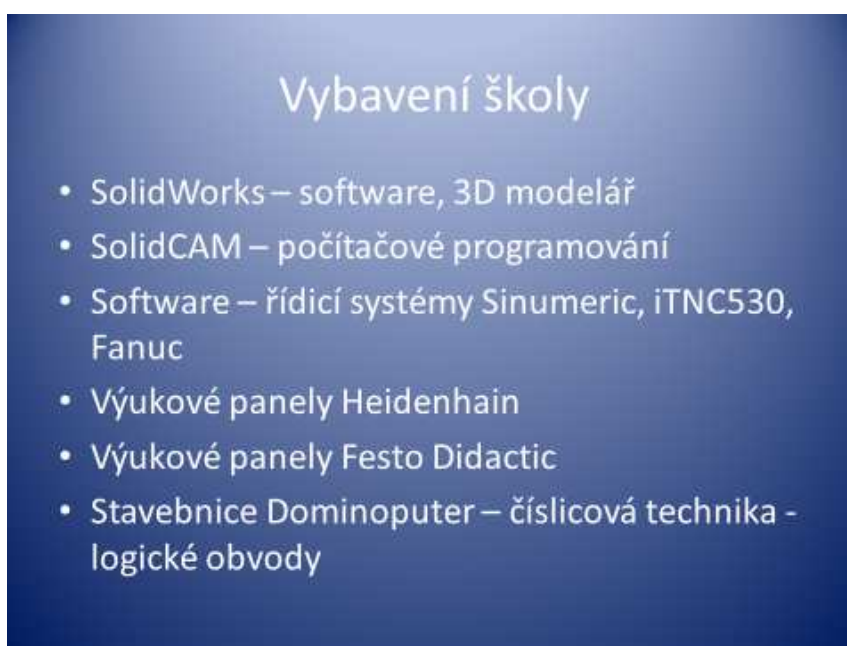 Vybavení školy
• SolidWorks – software, 3D modelář
• SolidCAM – počítačové programování
• Software – řídicí systémy Sinumeric, iTNC530,
Fanuc
• Výukové panely Heidenhain
• Výukové panely Festo Didactic
• Stavebnice Dominoputer – číslicová technika -
logické obvody